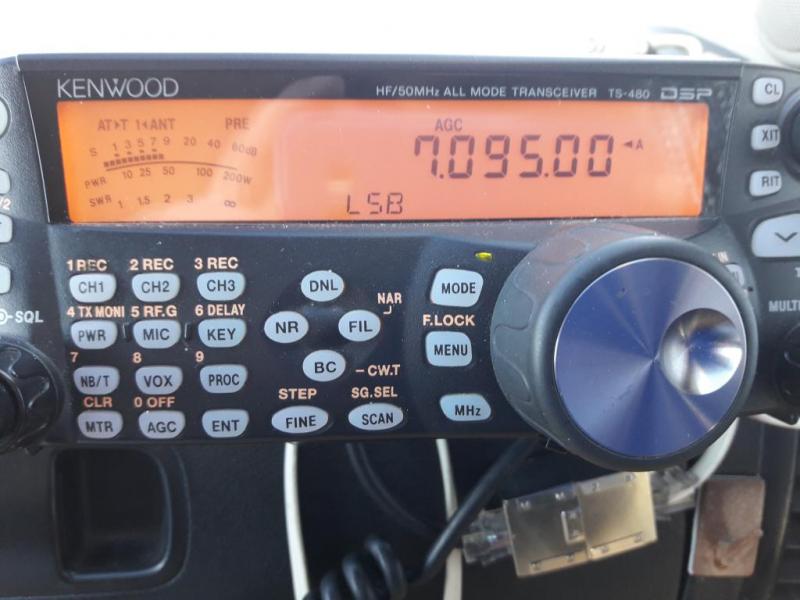 KENWOOD HF/50MHz ALL MODE TRANSCEIVER TS-480 DSP
AT▸T 1◂ANT PRE AGC
S 1 3 5 7 9 20 40 60dB 7.095.00 ◂A
PWR 10 25 50 100 200W
SWR 1 1.5 2 3 ∞ LSB
CL
XIT
RIT
1 REC 2 REC 3 REC
CH1 CH2 CH3 DNL MODE
4 TX MONI 5 RF.G 6 DELAY NAR
PWR MIC KEY NR FIL F.LOCK
MENU
7 8 9 BC -CW.T
NB/T VOX PROC
CLR 0 OFF STEP SG.SEL
MTR AGC ENT FINE SCAN MHz
-SQL
MULTI
/2
IN